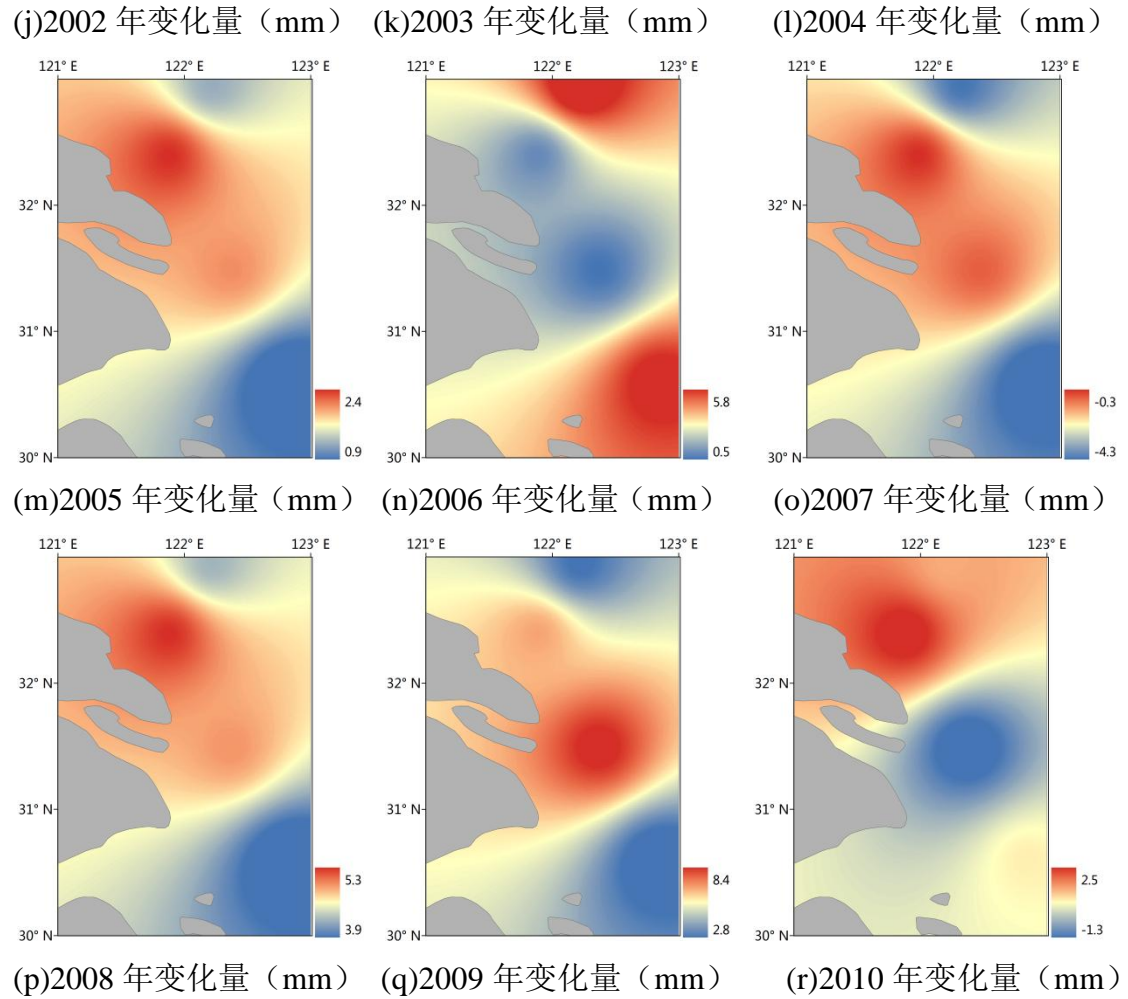 (j)2002 年变化量（mm） (k)2003 年变化量（mm） (l)2004 年变化量（mm）
121° E 122° E 123° E 121° E 122° E 123° E 121° E 122° E 123° E
32° N 32° N 32° N
31° N 31° N 31° N
2.4 5.8 -0.3
0.9 0.5 -4.3
30° N 30° N 30° N
(m)2005 年变化量（mm） (n)2006 年变化量（mm） (o)2007 年变化量（mm）
121° E 122° E 123° E 121° E 122° E 123° E 121° E 122° E 123° E
32° N 32° N 32° N
31° N 31° N 31° N
5.3 8.4 2.5
3.9 2.8 -1.3
30° N 30° N 30° N
(p)2008 年变化量（mm） (q)2009 年变化量（mm） (r)2010 年变化量（mm）